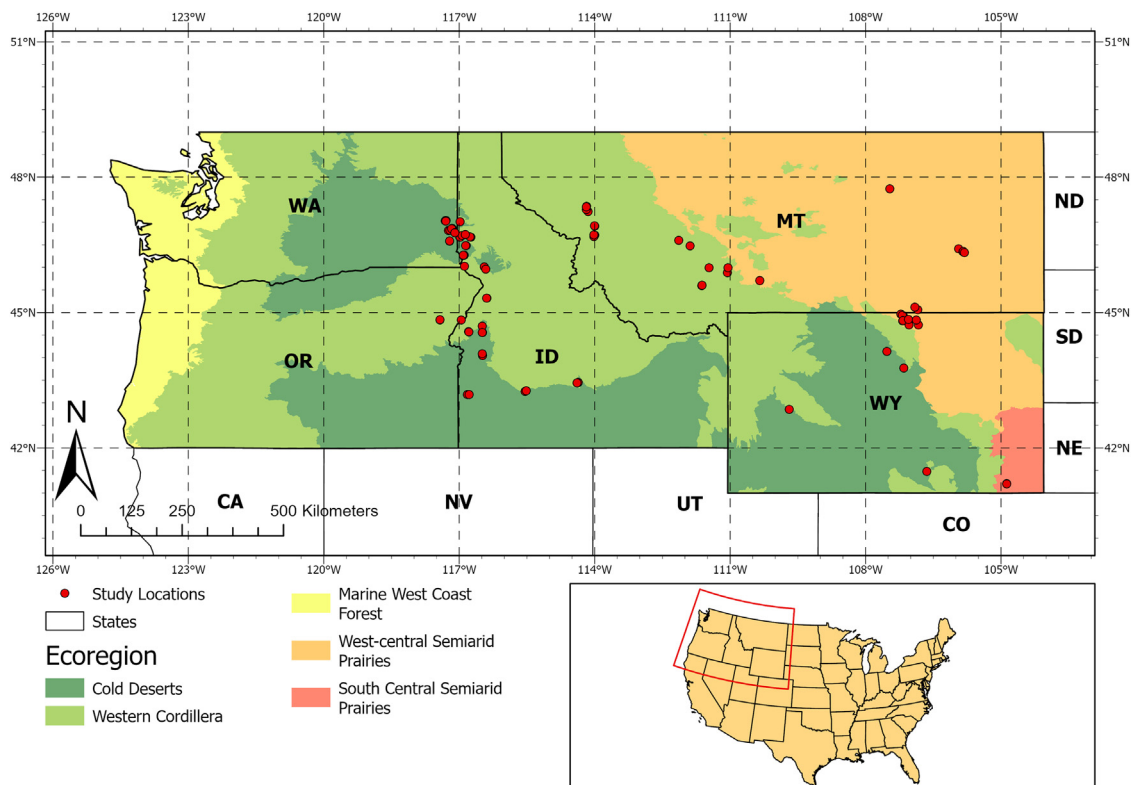 126°W 123°W 120°W 117°W 114°W 111°W 108°W 105°W
51°N 51°N
48°N 48°N
WA MT ND
45°N 45°N
OR ID WY SD
N
42°N 42°N
NE
CA NV UT CO
0 125 250 500 Kilometers
126°W 123°W 120°W 117°W 114°W 111°W 108°W 105°W
Study Locations
States
Ecoregion
Cold Deserts
Western Cordillera
Marine West Coast
Forest
West-central Semiarid
Prairies
South Central Semiarid
Prairies